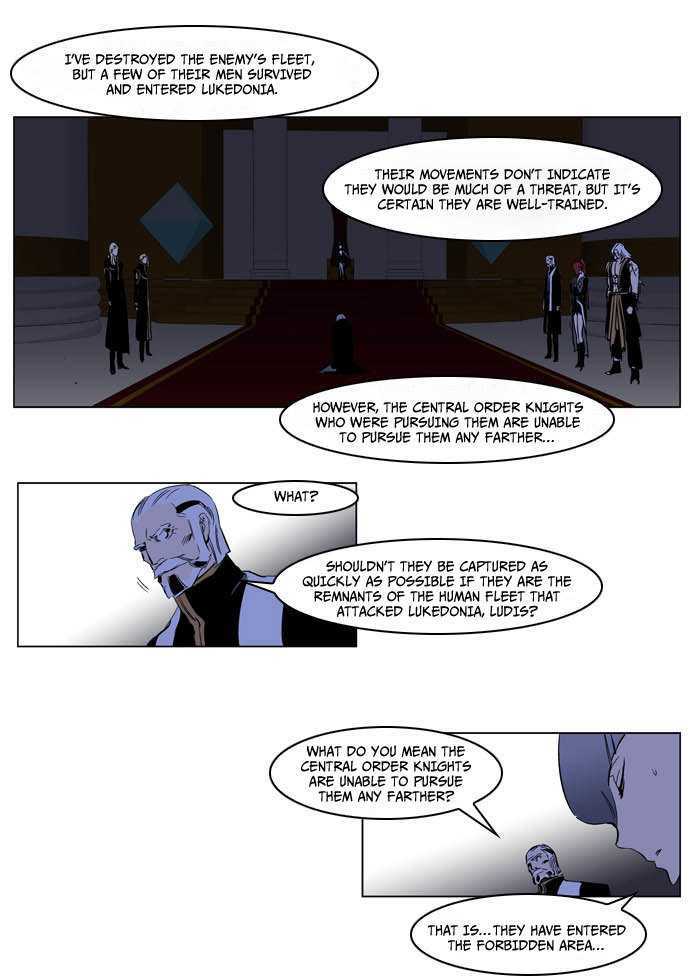 I'VE DESTROYED THE ENEMY'S FLEET,
BUT A FEW OF THEIR MEN SURVIVED
AND ENTERED LUKEDONIA.
THEIR MOVEMENTS DON'T INDICATE
THEY WOULD BE MUCH OF A THREAT, BUT IT'S
CERTAIN THEY ARE WELL-TRAINED.
HOWEVER, THE CENTRAL ORDER KNIGHTS
WHO WERE PURSUING THEM ARE UNABLE
TO PURSUE THEM ANY FARTHER...
WHAT?
SHOULDN'T THEY BE CAPTURED AS
QUICKLY AS POSSIBLE IF THEY ARE THE
REMNANTS OF THE HUMAN FLEET THAT
ATTACKED LUKEDONIA, LUDIS?
WHAT DO YOU MEAN THE
CENTRAL ORDER KNIGHTS
ARE UNABLE TO PURSUE
THEM ANY FARTHER?
THAT IS...THEY HAVE ENTERED
THE FORBIDDEN AREA...